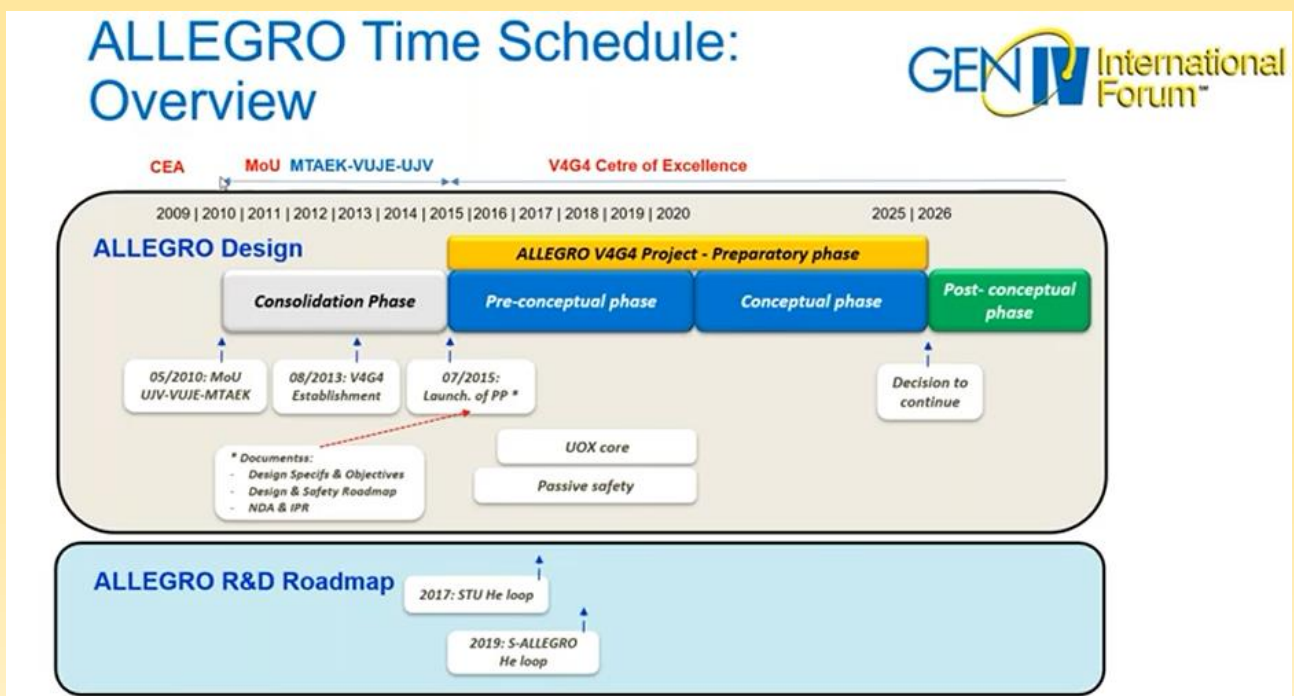 ALLEGRO Time Schedule:
Overview
GEN IV International
Forum™
CEA
MoU MTAEK-VUJE-UJV
V4G4 Cetre of Excellence
2009 | 2010 | 2011 | 2012 | 2013 | 2014 | 2015 | 2016 | 2017 | 2018 | 2019 | 2020
2025 | 2026
ALLEGRO Design
ALLEGRO V4G4 Project - Preparatory phase
Consolidation Phase
Pre-conceptual phase
Conceptual phase
Post- conceptual
phase
05/2010: MoU
UJV-VUJE-MTAEK
08/2013: V4G4
Establishment
07/2015:
Launch. of PP *
Decision to
continue
* Documentss:
- Design Specifs & Objectives
- Design & Safety Roadmap
- NDA & IPR
UOX core
Passive safety
ALLEGRO R&D Roadmap
2017: STU He loop
2019: S-ALLEGRO
He loop